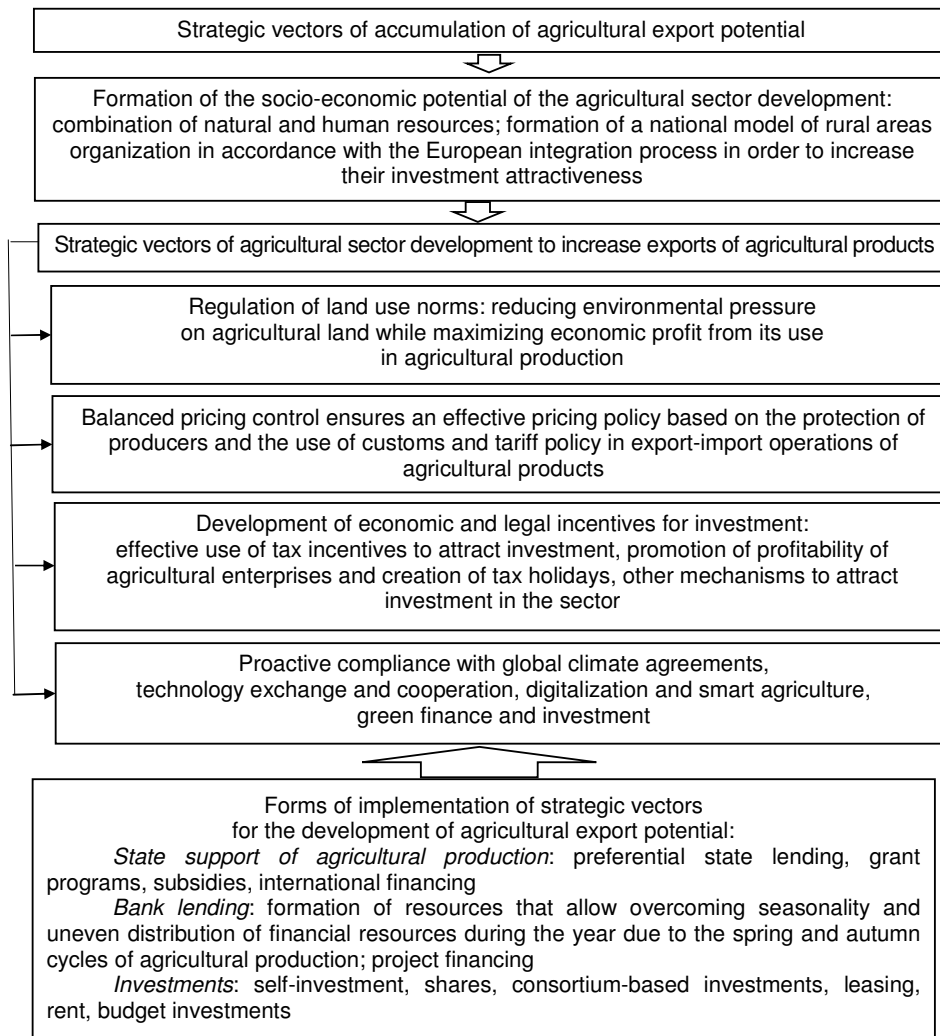 Strategic vectors of accumulation of agricultural export potential
Formation of the socio-economic potential of the agricultural sector development:
combination of natural and human resources; formation of a national model of rural areas
organization in accordance with the European integration process in order to increase
their investment attractiveness
Strategic vectors of agricultural sector development to increase exports of agricultural products
Regulation of land use norms: reducing environmental pressure
on agricultural land while maximizing economic profit from its use
in agricultural production
Balanced pricing control ensures an effective pricing policy based on the protection of
producers and the use of customs and tariff policy in export-import operations of
agricultural products
Development of economic and legal incentives for investment:
effective use of tax incentives to attract investment, promotion of profitability of
agricultural enterprises and creation of tax holidays, other mechanisms to attract
investment in the sector
Proactive compliance with global climate agreements,
technology exchange and cooperation, digitalization and smart agriculture,
green finance and investment
Forms of implementation of strategic vectors
for the development of agricultural export potential:
State support of agricultural production: preferential state lending, grant
programs, subsidies, international financing
Bank lending: formation of resources that allow overcoming seasonality and
uneven distribution of financial resources during the year due to the spring and autumn
cycles of agricultural production; project financing
Investments: self-investment, shares, consortium-based investments, leasing,
rent, budget investments